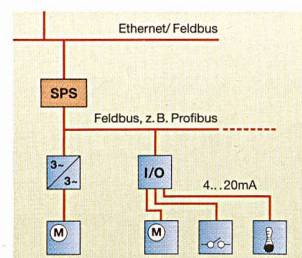 Ethernet/ Feldbus
SPS
Feldbus, z. B. Profibus
3~
3~
I/O
4...20mA
M
M